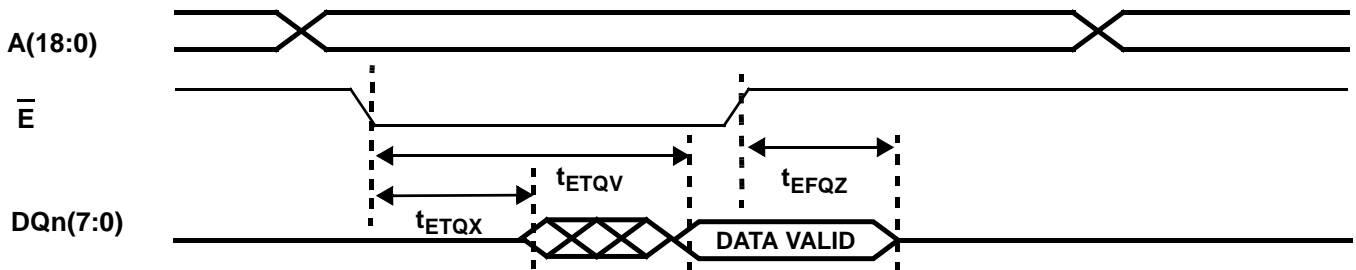 A(18:0)
E̅
tETQV
tEFQZ
tETQX
DQn(7:0)
DATA VALID